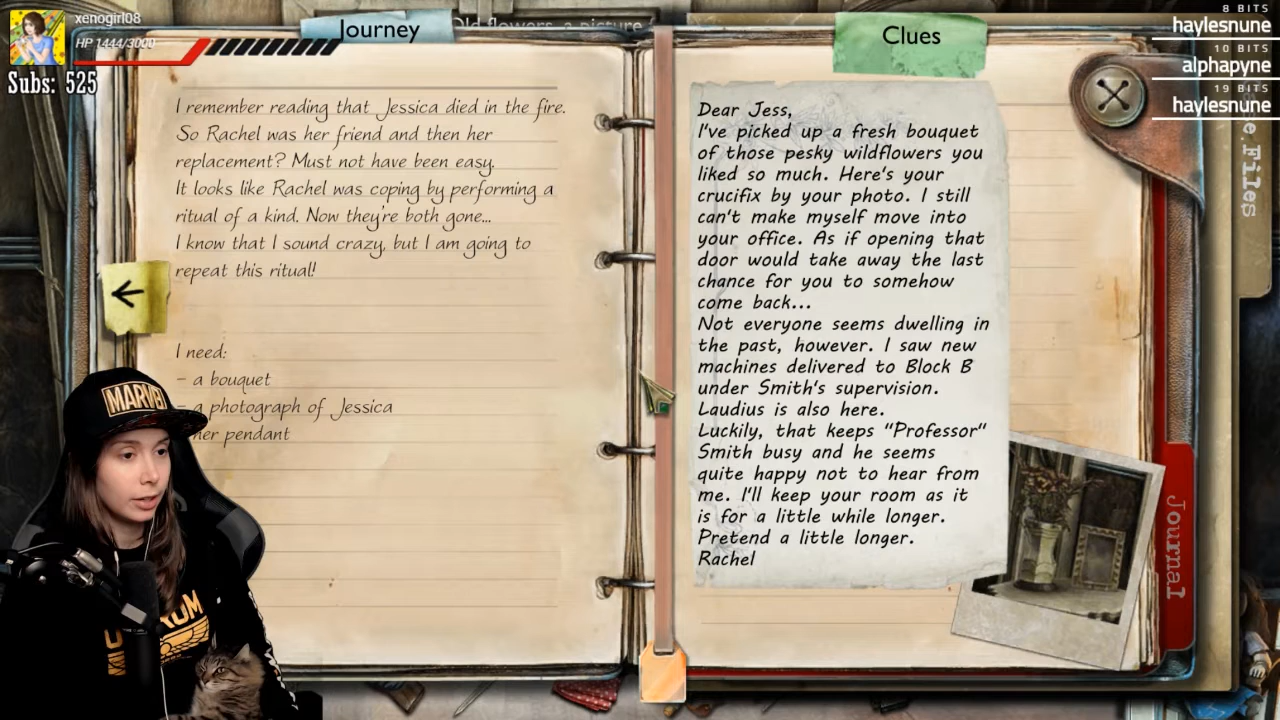 xenogirl08
HP 1444/3000
Subs: 525
Journey
Old flowers, a picture
Clues
8 BITS
haylesnune
10 BITS
alphapyne
19 BITS
haylesnune
I remember reading that Jessica died in the fire.
So Rachel was her friend and then her
replacement? Must not have been easy.
It looks like Rachel was coping by performing a
ritual of a kind. Now they're both gone...
I know that I sound crazy, but I am going to
repeat this ritual!
I need:
- a bouquet
- a photograph of Jessica
her pendant
Dear Jess,
I've picked up a fresh bouquet
of those pesky wildflowers you
liked so much. Here's your
crucifix by your photo. I still
can't make myself move into
your office. As if opening that
door would take away the last
chance for you to somehow
come back...
Not everyone seems dwelling in
the past, however. I saw new
machines delivered to Block B
under Smith's supervision.
Laudius is also here.
Luckily, that keeps "Professor"
Smith busy and he seems
quite happy not to hear from
me. I'll keep your room as it
is for a little while longer.
Pretend a little longer.
Rachel
Files
Journal
MARVEL